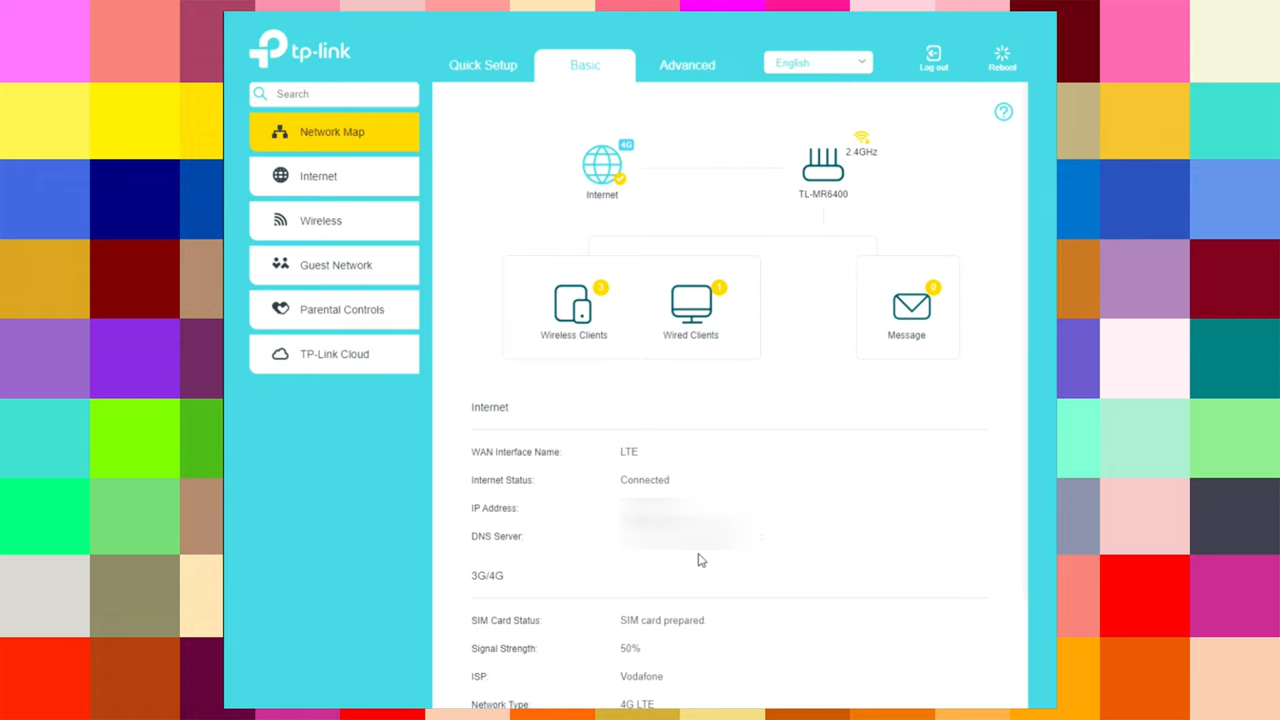 tp-link
Quick Setup Basic Advanced English Log out Reboot
Search
Network Map
Internet
Wireless
Guest Network
Parental Controls
TP-Link Cloud
4G
Internet
2.4GHz
TL-MR6400
3
Wireless Clients
1
Wired Clients
0
Message
Internet
WAN Interface Name: LTE
Internet Status: Connected
IP Address:
DNS Server:
3G/4G
SIM Card Status: SIM card prepared.
Signal Strength: 50%
ISP: Vodafone
Network Type: 4G LTE